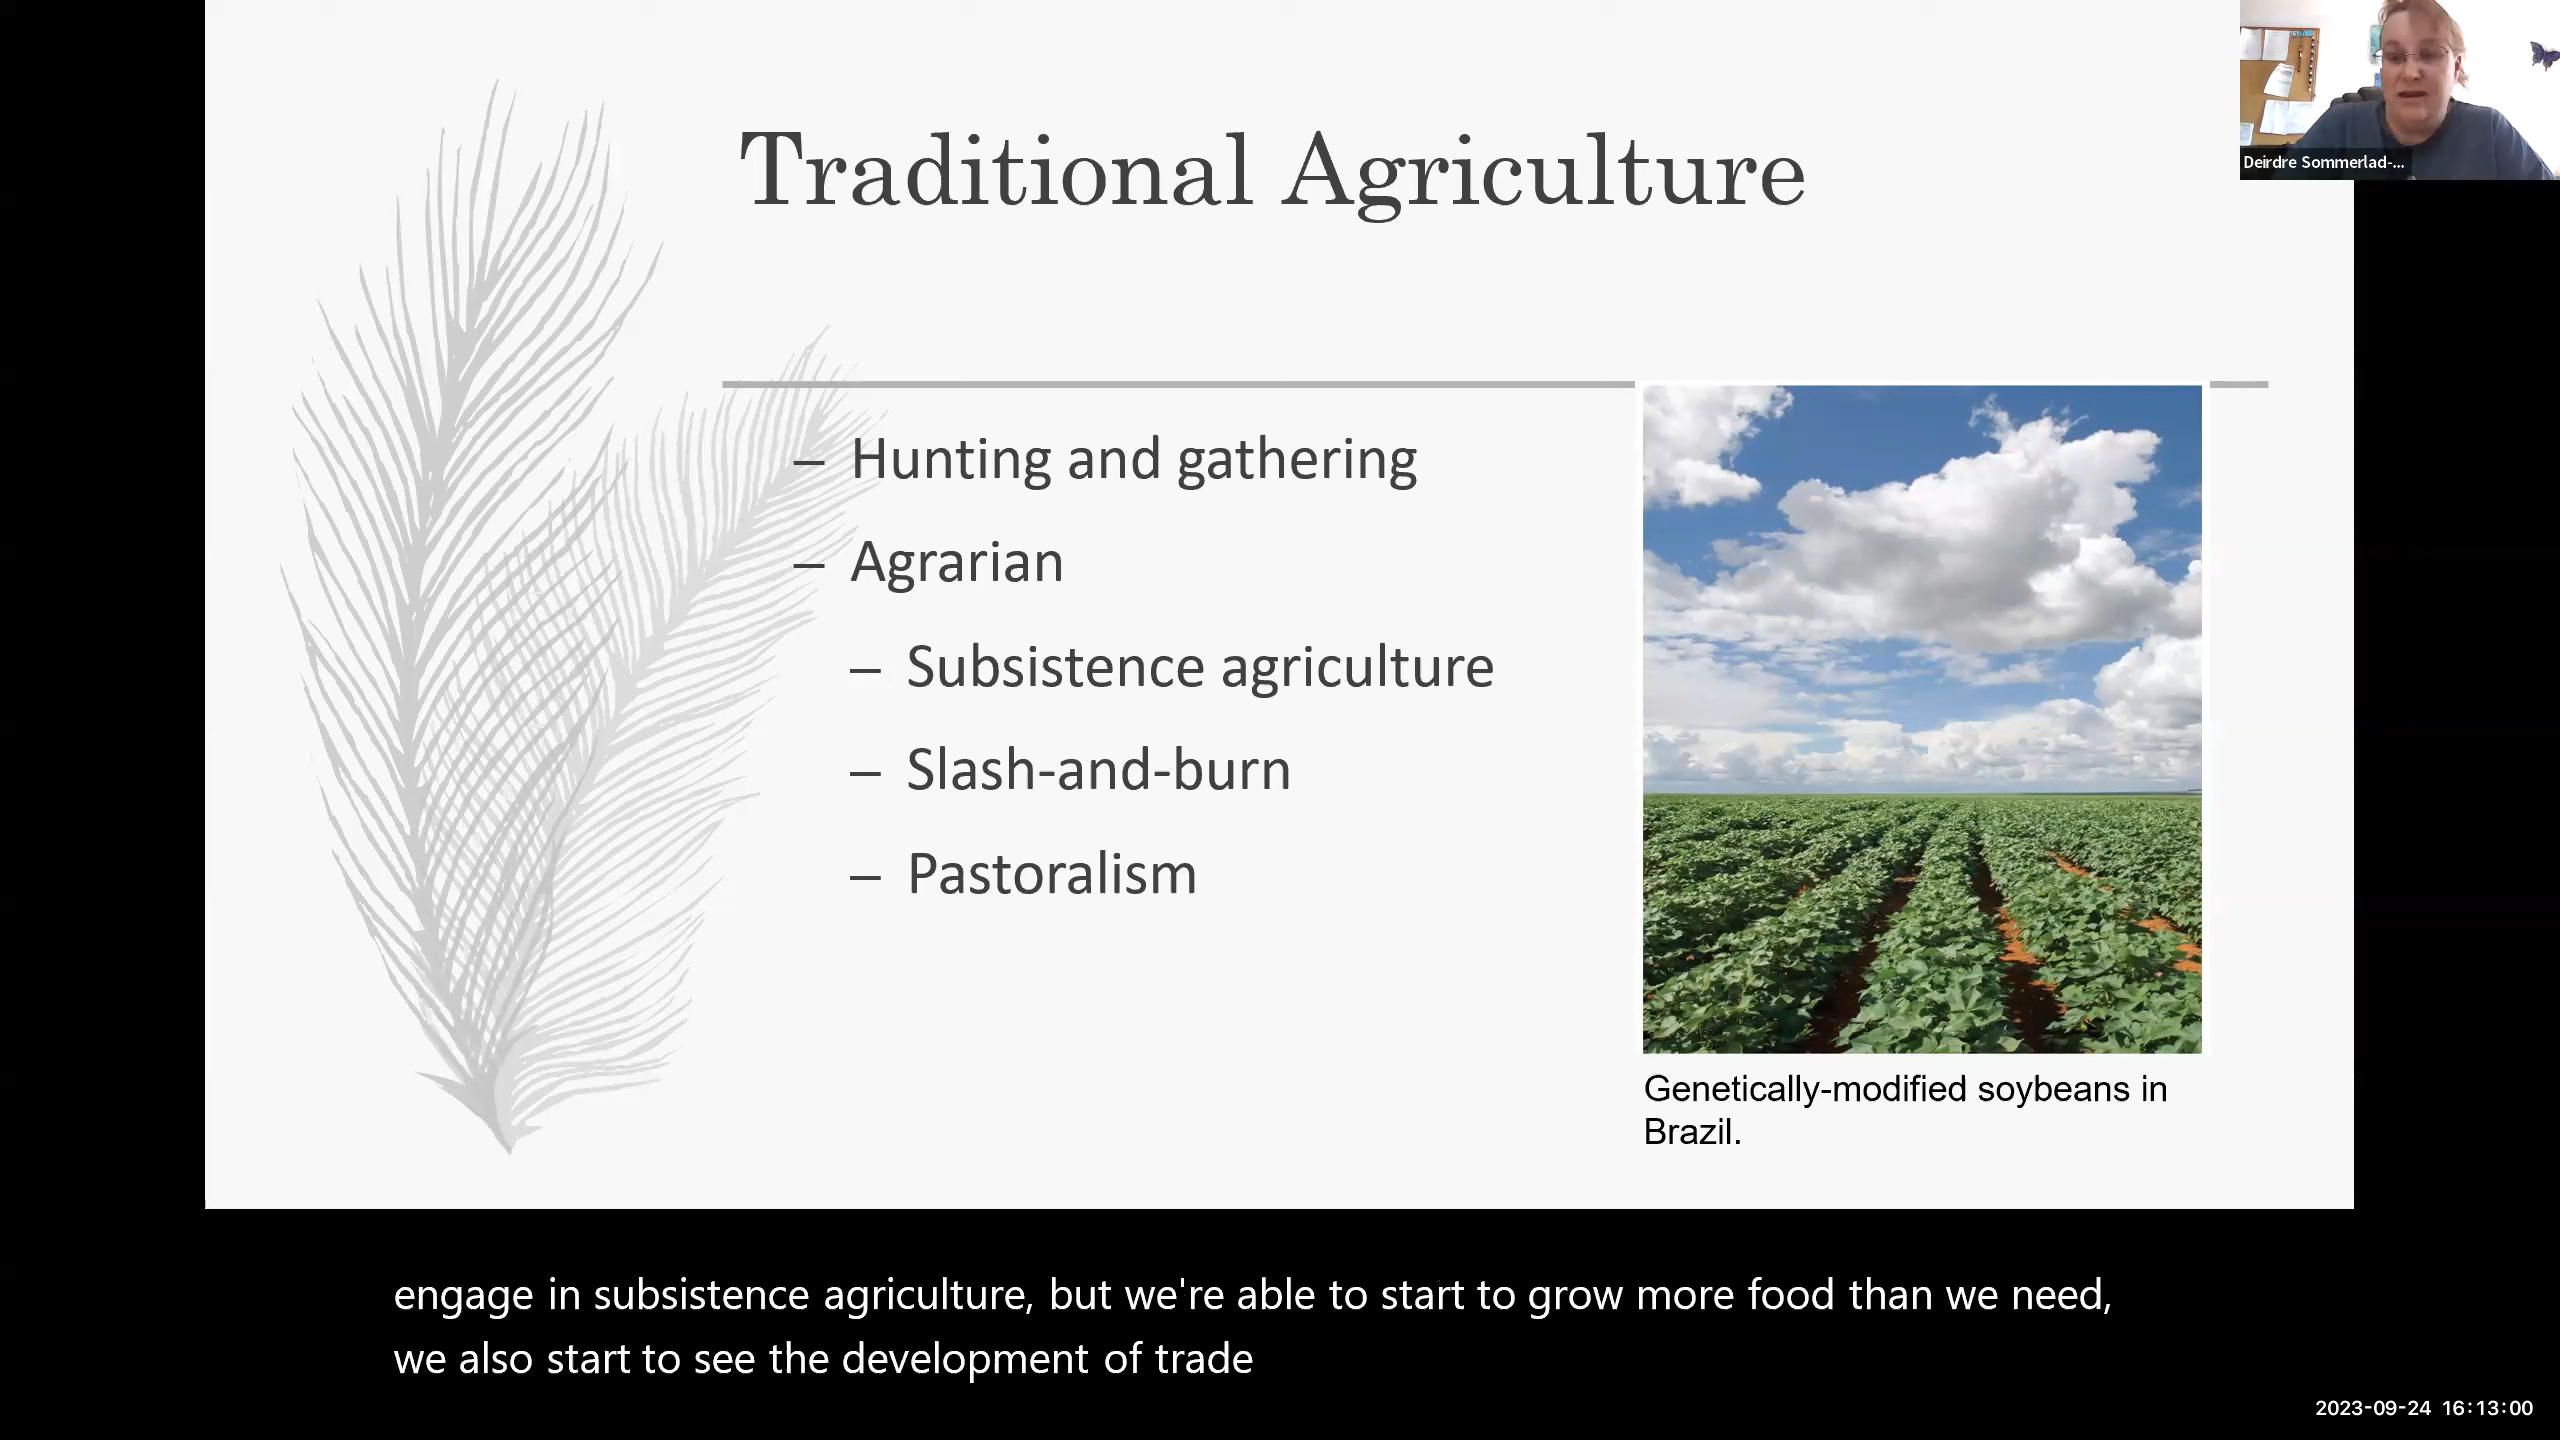 Traditional Agriculture
Deirdre Sommerlad-...
– Hunting and gathering
– Agrarian
– Subsistence agriculture
– Slash-and-burn
– Pastoralism
Genetically-modified soybeans in
Brazil.
engage in subsistence agriculture, but we're able to start to grow more food than we need,
we also start to see the development of trade
2023-09-24 16:13:00